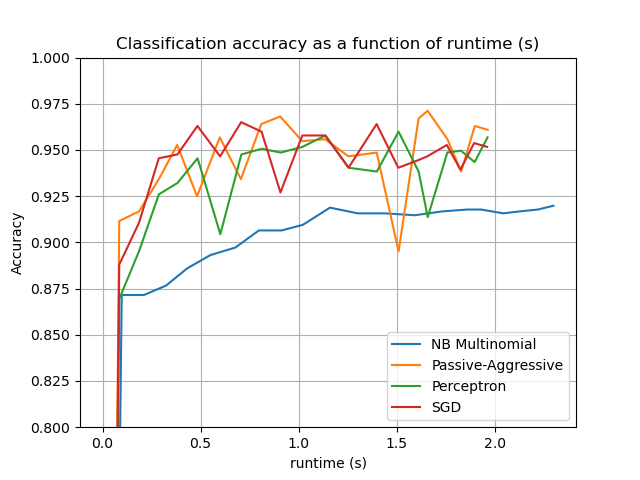 Classification accuracy as a function of runtime (s)
1.000
0.975
0.950
0.925
0.900
0.875
0.850
0.825
0.800
Accuracy
NB Multinomial
Passive-Aggressive
Perceptron
SGD
0.0 0.5 1.0 1.5 2.0
runtime (s)